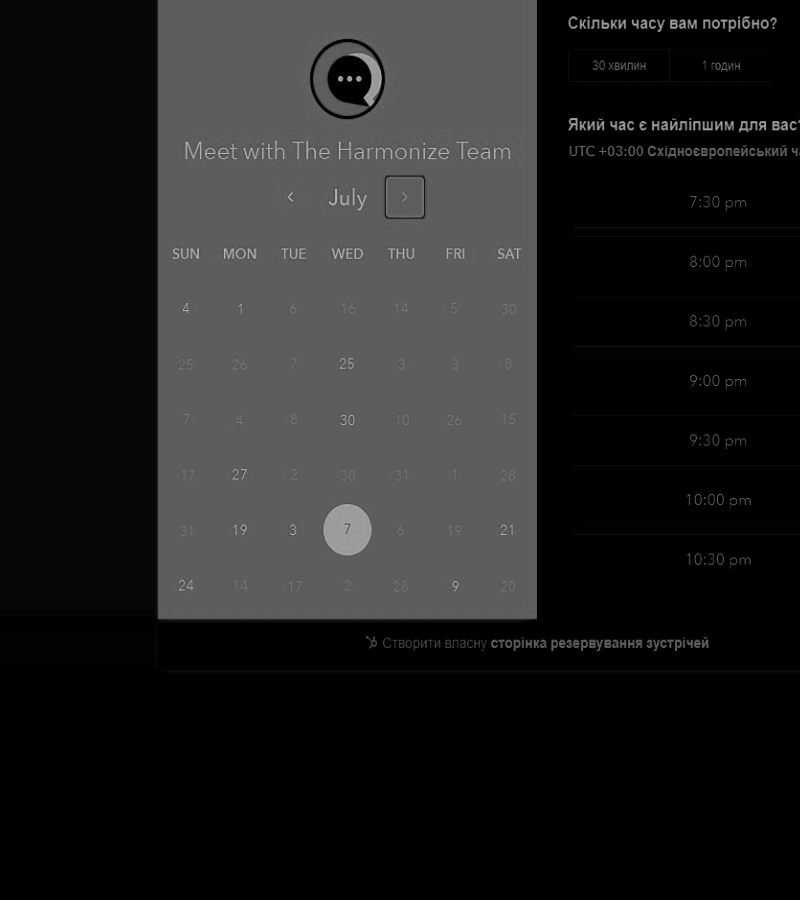 Meet with The Harmonize Team
July
SUN MON TUE WED THU FRI SAT
4 1 6 16 14 5 30
25 26 7 25 3 3 8
7 4 8 30 10 26 15
17 27 2 30 31 1 28
31 19 3 7 6 19 21
24 14 17 2 28 9 20
Скільки часу вам потрібно?
30 хвилин 1 годин
Який час є найліпшим для вас?
UTC +03:00 Східноєвропейський
7:30 pm
8:00 pm
8:30 pm
9:00 pm
9:30 pm
10:00 pm
10:30 pm
Створити власну сторінка резервування зустрічей